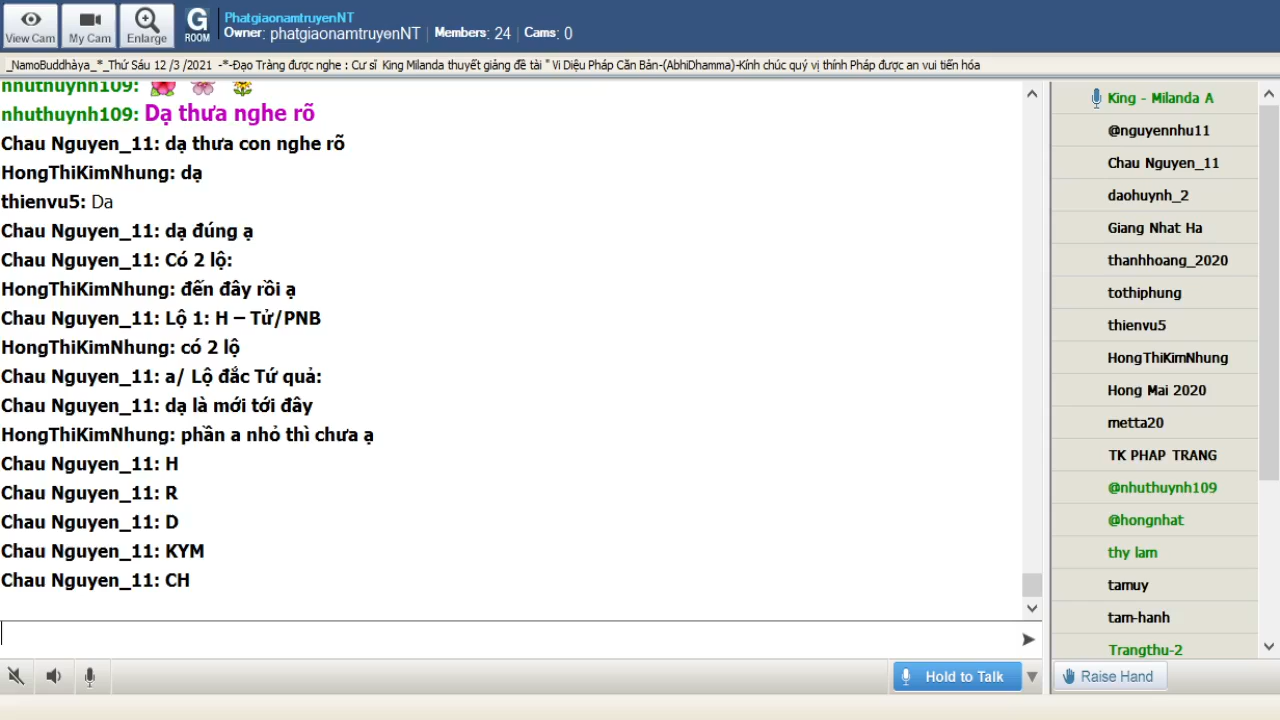 View Cam
My Cam
Enlarge
G
ROOM
PhatgiaonamtruyenNT
Owner: phatgiaonamtruyenNT | Members: 24 | Cams: 0
_NamoBuddhàya_*_Thứ Sáu 12 /3 /2021 -*-Đạo Tràng được nghe : Cư sĩ King Milanda thuyết giảng đề tài " Vi Diệu Pháp Căn Bản-(AbhiDhamma)-Kính chúc quý vị thính Pháp được an vui tiến hóa
nhuthuynh109:
nhuthuynh109: Dạ thưa nghe rõ
Chau Nguyen_11: dạ thưa con nghe rõ
HongThiKimNhung: dạ
thienvu5: Da
Chau Nguyen_11: dạ đúng ạ
Chau Nguyen_11: Có 2 lộ:
HongThiKimNhung: đến đây rồi ạ
Chau Nguyen_11: Lộ 1: H – Tử/PNB
HongThiKimNhung: có 2 lộ
Chau Nguyen_11: a/ Lộ đắc Tứ quả:
Chau Nguyen_11: dạ là mới tới đây
HongThiKimNhung: phần a nhỏ thì chưa ạ
Chau Nguyen_11: H
Chau Nguyen_11: R
Chau Nguyen_11: D
Chau Nguyen_11: KYM
Chau Nguyen_11: CH
King - Milanda A
@nguyennhu11
Chau Nguyen_11
daohuynh_2
Giang Nhat Ha
thanhhoang_2020
tothiphung
thienvu5
HongThiKimNhung
Hong Mai 2020
metta20
TK PHAP TRANG
@nhuthuynh109
@hongnhat
thy lam
tamuy
tam-hanh
Trangthu-2
Hold to Talk
Raise Hand